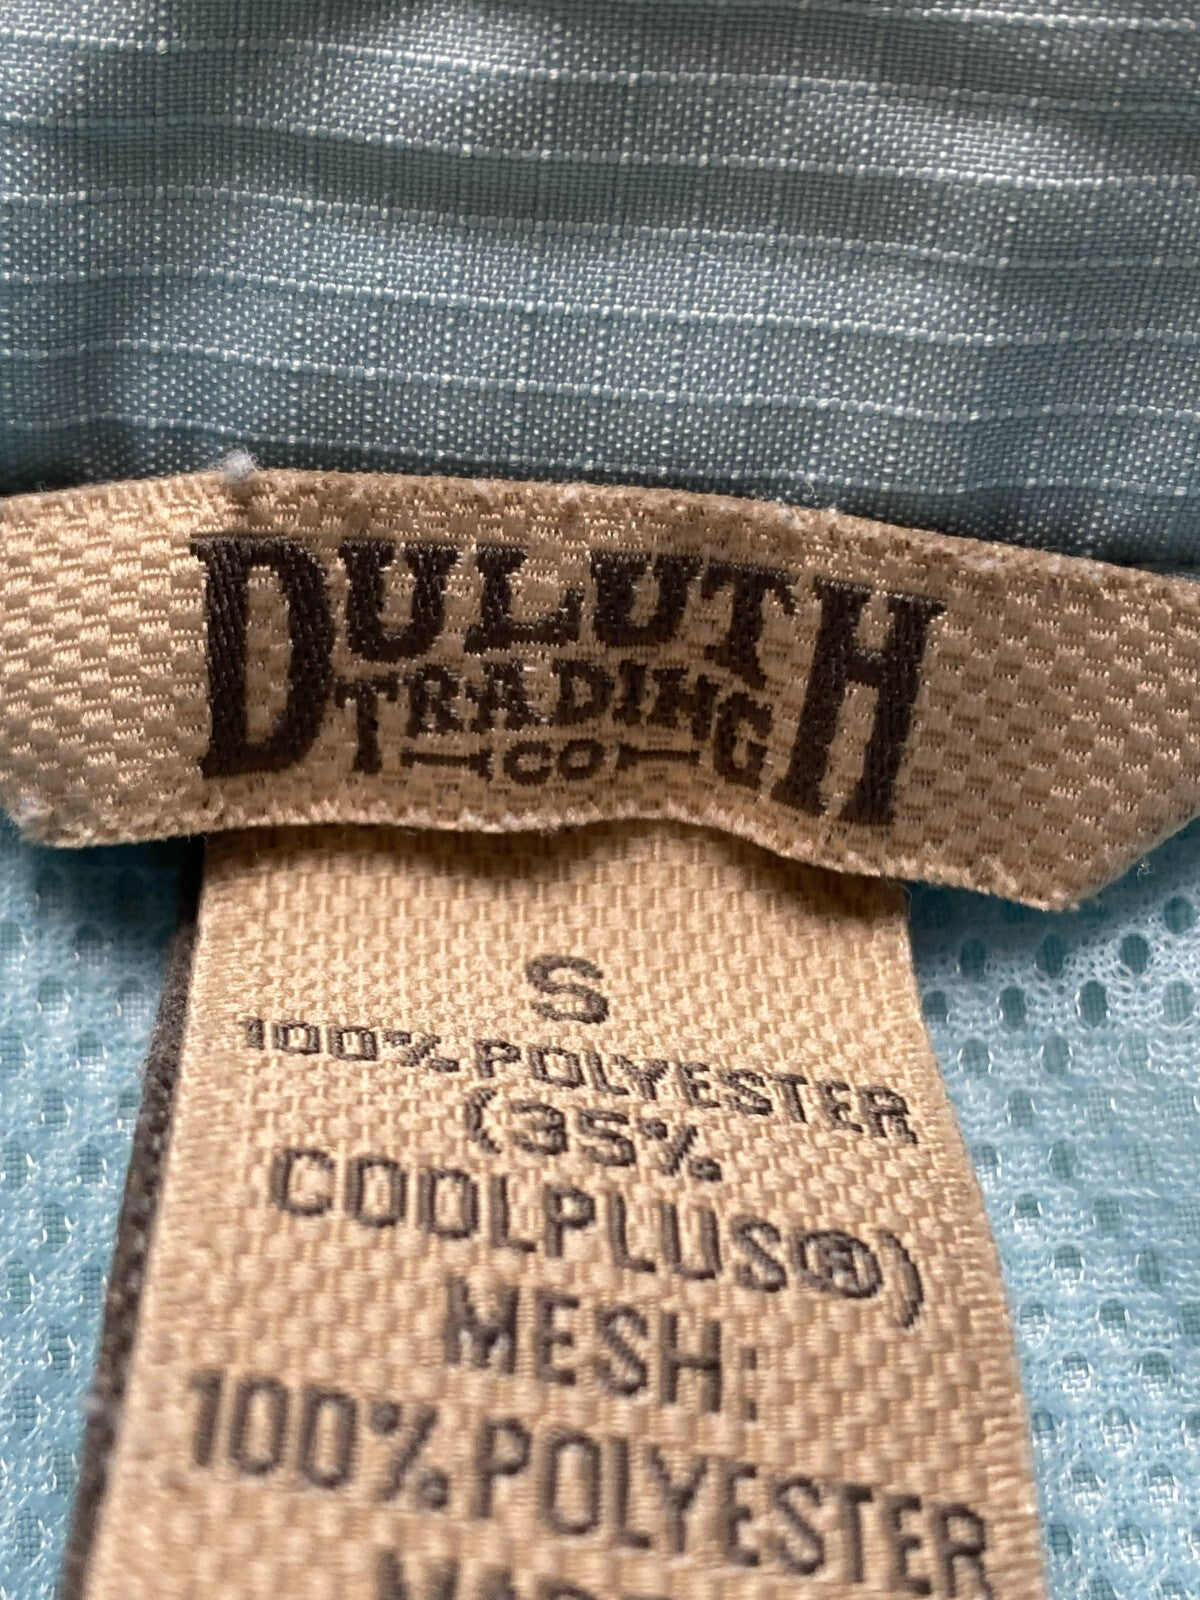 DULUTH
TRADING
CO
S
100% POLYESTER
(35%
COOLPLUS®)
MESH:
100% POLYESTER